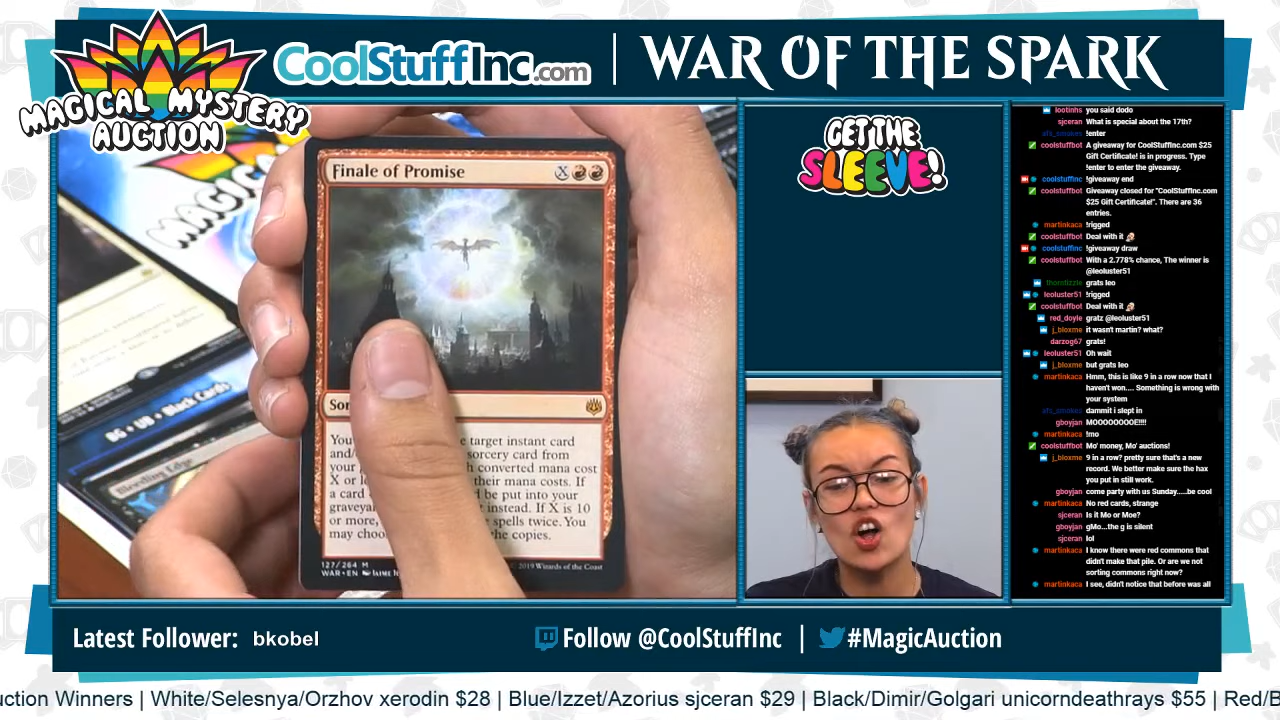 MAGICAL MYSTERY
AUCTION
CoolStuffInc.com
WAR OF THE SPARK
MAGICAL
BG • UB • Black Cards
Finale of Promise
X
Sor
You
e target instant card
and
sorcery card from
your
h converted mana cost
X or
their mana costs. If
a card
be put into your
graveya
instead. If X is 10
or more,
spells twice. You
may choo
the copies.
127/264 M
WAR • EN
© 2019 Wizards of the Coast
GET THE
SLEEVE!
lootinhs you said dodo
sjceran What is special about the 17th?
afs_smokes !enter
coolstuffbot A giveaway for CoolStuffInc.com $25
Gift Certificate! is in progress. Type
!enter to enter the giveaway.
coolstuffinc !giveaway end
coolstuffbot Giveaway closed for "CoolStuffInc.com
$25 Gift Certificate!". There are 36
entries.
martinkaca !rigged
coolstuffbot Deal with it
coolstuffinc !giveaway draw
coolstuffbot With a 2.778% chance, The winner is
@leoluster51
thorntizzle grats leo
leoluster51 !rigged
coolstuffbot Deal with it
red_doyle gratz @leoluster51
j_bloxme it wasn't martin? what?
darzog67 grats!
leoluster51 Oh wait
j_bloxme but grats leo
martinkaca Hmm, this is like 9 in a row now that I
haven't won.... Something is wrong with
your system
afs_smokes dammit i slept in
gboyjan MOOOOOOOE!!!!
martinkaca !mo
coolstuffbot Mo' money, Mo' auctions!
j_bloxme 9 in a row? pretty sure that's a new
record. We better make sure the hax
you put in still work.
gboyjan come party with us Sunday.....be cool
martinkaca No red cards, strange
sjceran Is it Mo or Moe?
gboyjan gMo...the g is silent
sjceran lol
martinkaca I know there were red commons that
didn't make that pile. Or are we not
sorting commons right now?
martinkaca I see, didn't notice that before was all
Latest Follower: bkobel
Follow @CoolStuffInc | #MagicAuction
uction Winners | White/Selesnya/Orzhov xerodin $28 | Blue/Izzet/Azorius sjceran $29 | Black/Dimir/Golgari unicorndeathrays $55 | Red/B